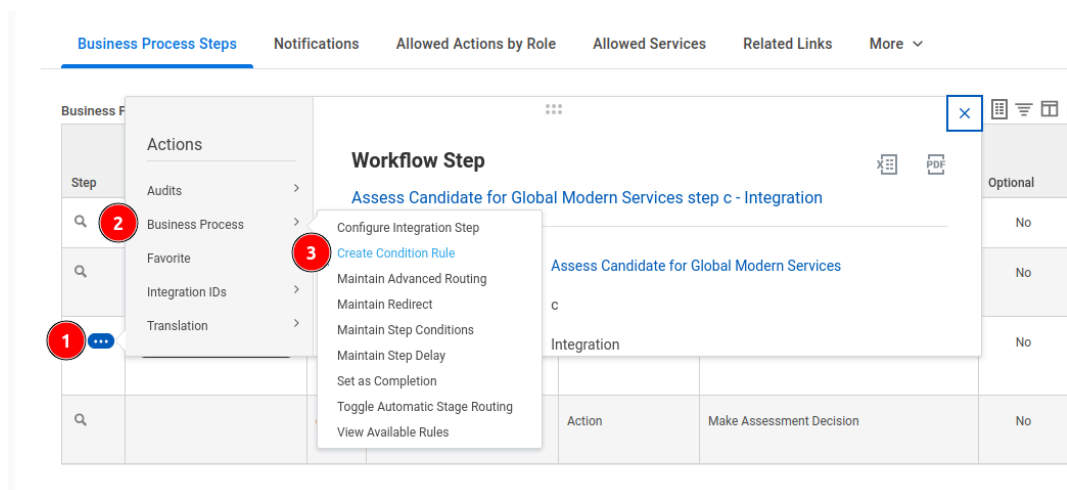 Business Process Steps Notifications Allowed Actions by Role Allowed Services Related Links More
Business P
Step
Optional
Actions
Audits
2 Business Process
Favorite
Integration IDs
Translation
Workflow Step
X PDF
Assess Candidate for Global Modern Services step c - Integration
Configure Integration Step
3 Create Condition Rule
Maintain Advanced Routing
Maintain Redirect
Maintain Step Conditions
Maintain Step Delay
Set as Completion
Toggle Automatic Stage Routing
View Available Rules
Assess Candidate for Global Modern Services
c
Integration
No
No
1
No
Action Make Assessment Decision No